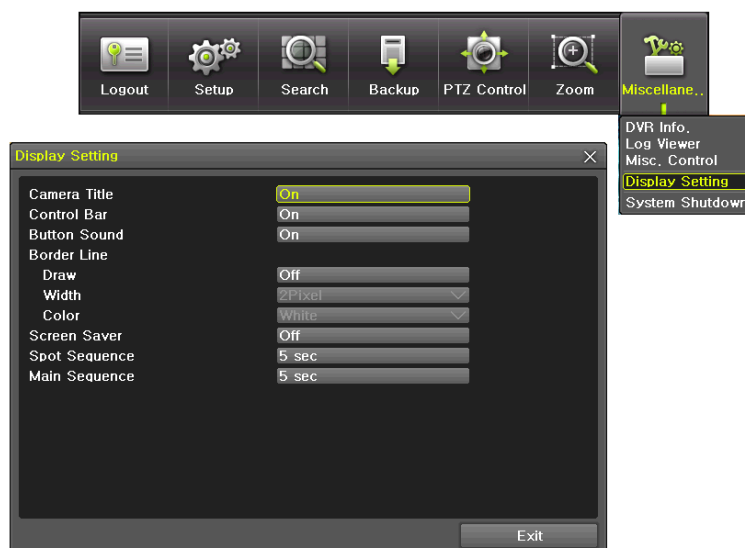 Logout Setup Search Backup PTZ Control Zoom Miscellane..
DVR Info.
Log Viewer
Misc. Control
Display Setting
System Shutdown
Display Setting
Camera Title On
Control Bar On
Button Sound On
Border Line
Draw Off
Width 2Pixel
Color White
Screen Saver Off
Spot Sequence 5 sec
Main Sequence 5 sec
Exit